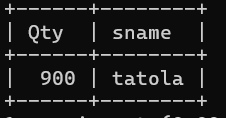 +------+--------+
| Qty  | sname  |
+------+--------+
|  900 | tatola |
+------+--------+